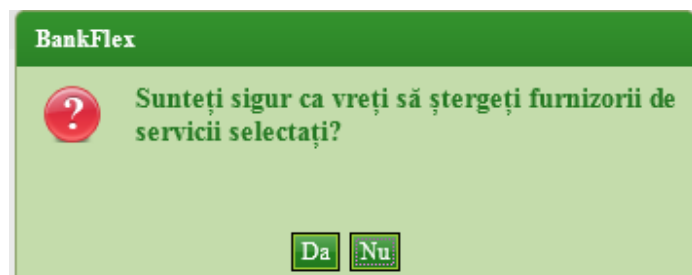 BankFlex
Sunteți sigur ca vreți să ștergeți furnizorii de
servicii selectați?
Da Nu